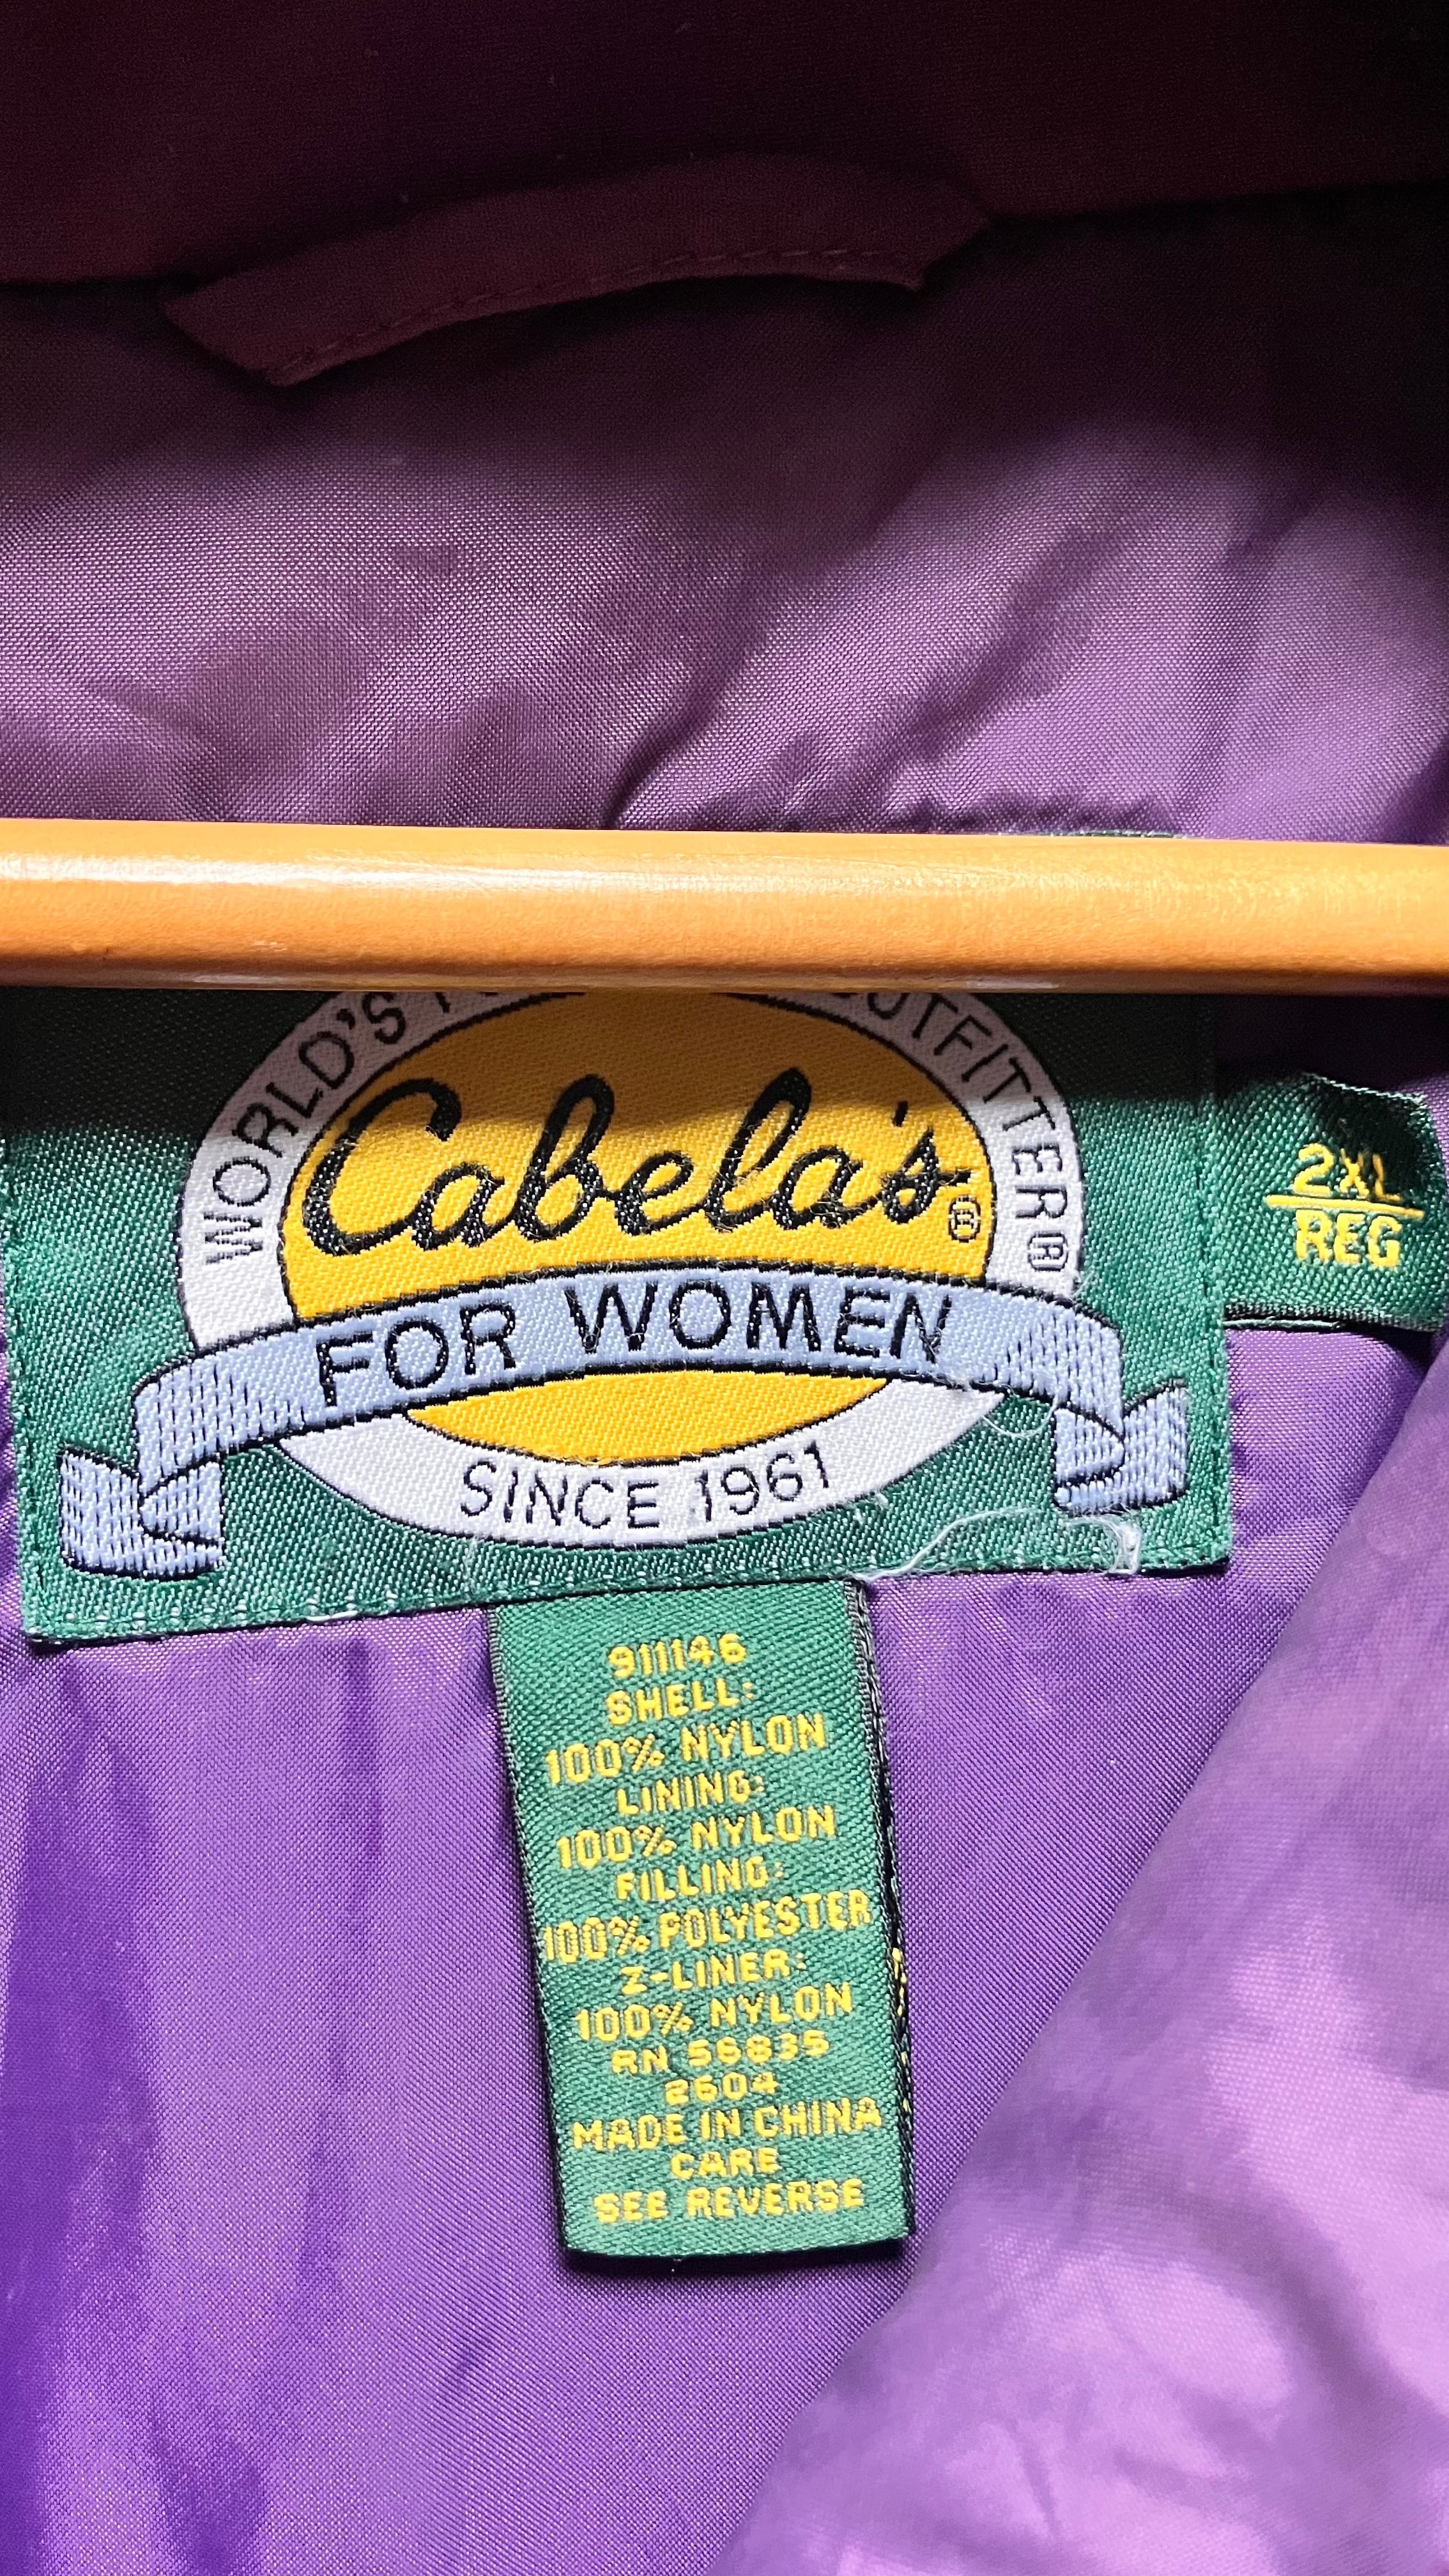 WORLD'S OUTFITTER®
Cabela's®
FOR WOMEN
SINCE 1961
2XL
REG
911146
SHELL:
100% NYLON
LINING:
100% NYLON
FILLING:
100% POLYESTER
Z-LINER:
100% NYLON
RN 56835
2604
MADE IN CHINA
CARE
SEE REVERSE